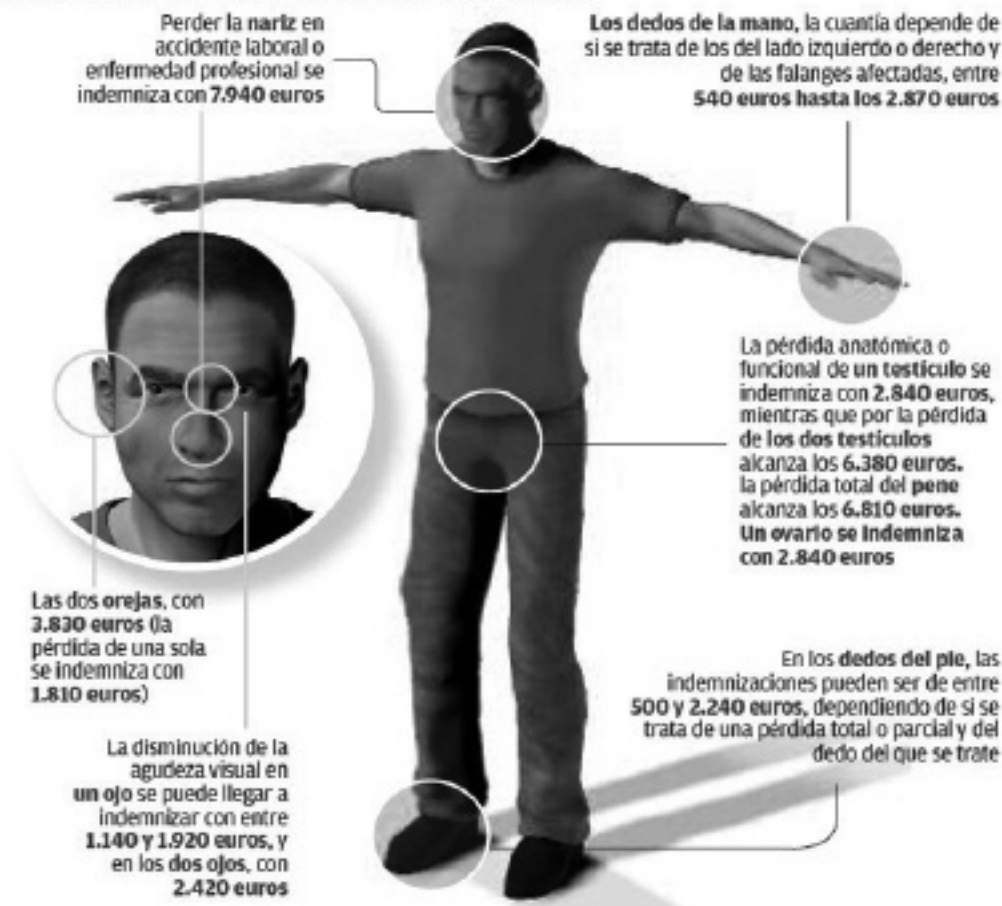 Perder la nariz en
accidente laboral o
enfermedad profesional se
indemniza con 7.940 euros
Los dedos de la mano, la cuantía depende de
si se trata de los del lado izquierdo o derecho y
de las falanges afectadas, entre
540 euros hasta los 2.870 euros
La pérdida anatómica o
funcional de un testículo se
indemniza con 2.840 euros,
mientras que por la pérdida
de los dos testículos
alcanza los 6.380 euros.
la pérdida total del pene
alcanza los 6.810 euros.
Un ovario se indemniza
con 2.840 euros
Las dos orejas, con
3.830 euros (la
pérdida de una sola
se indemniza con
1.810 euros)
La disminución de la
agudeza visual en
un ojo se puede llegar a
indemnizar con entre
1.140 y 1.920 euros, y
en los dos ojos, con
2.420 euros
En los dedos del pie, las
indemnizaciones pueden ser de entre
500 y 2.240 euros, dependiendo de si se
trata de una pérdida total o parcial y del
dedo del que se trate